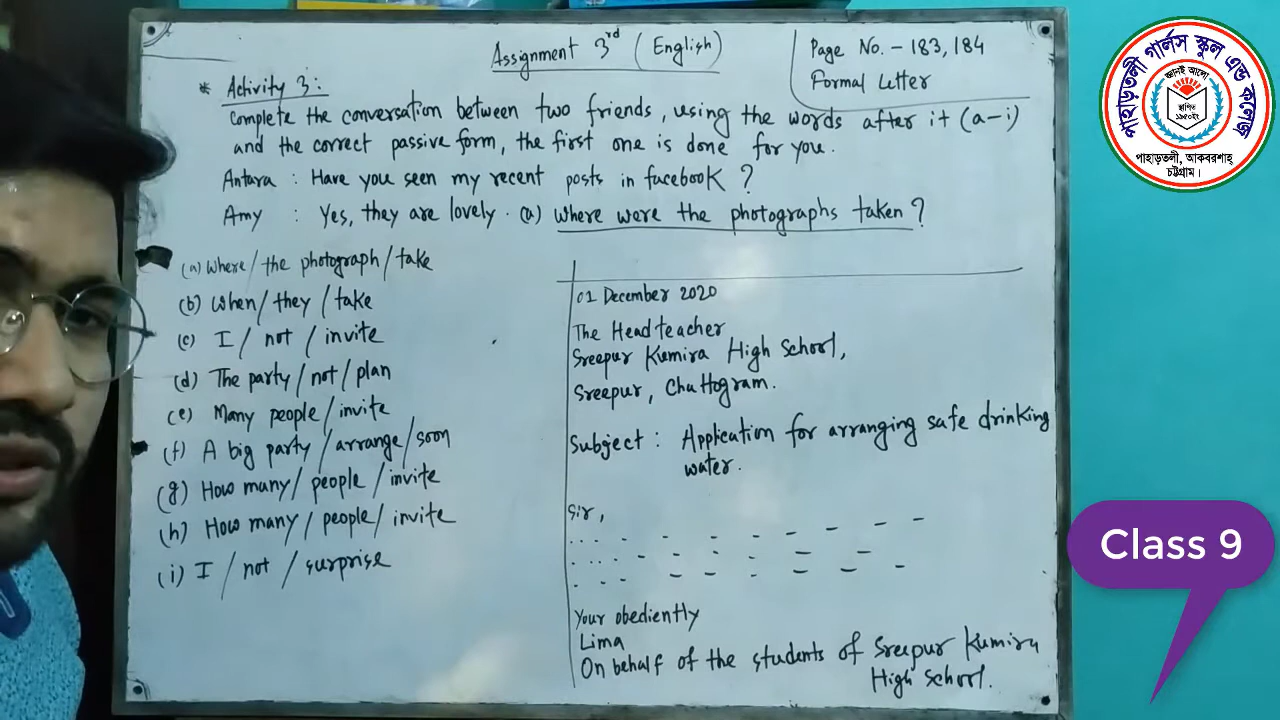 Assignment 3rd (English)
Page No. - 183, 184
Formal Letter
* Activity 3:
Complete the conversation between two friends, using the words after it (a-i)
and the correct passive form, the first one is done for you.
Antara : Have you seen my recent posts in facebook ?
Amy : Yes, they are lovely. (a) Where were the photographs taken ?
(a) Where / the photograph / take
(b) When / they / take
(c) I / not / invite
(d) The party / not / plan
(e) Many people / invite
(f) A big party / arrange / soon
(g) How many / people / invite
(h) How many / people / invite
(i) I / not / surprise
01 December 2020
The Headteacher
Sreepur Kumira High School,
Sreepur, Chattogram.
Subject : Application for arranging safe drinking
water.
Sir,
Your obediently
Lima
On behalf of the students of Sreepur Kumira
High School.
পাহাড়তলী গার্লস স্কুল এন্ড কলেজ
জ্ঞানই আলো
স্থাপিত
১৯৫৩ইং
পাহাড়তলী, আকবরশাহ্
চট্টগ্রাম।
Class 9